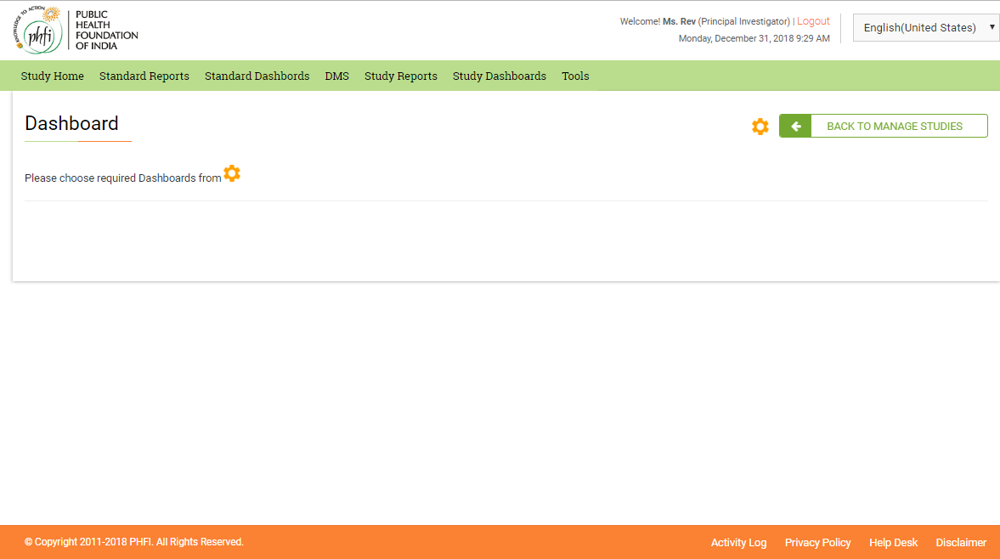 KNOWLEDGE TO ACTION
phfi
PUBLIC
HEALTH
FOUNDATION
OF INDIA
Welcome! Ms. Rev (Principal Investigator) | Logout
Monday, December 31, 2018 9:29 AM
English(United States)
Study Home Standard Reports Standard Dashbords DMS Study Reports Study Dashboards Tools
Dashboard
BACK TO MANAGE STUDIES
Please choose required Dashboards from
© Copyright 2011-2018 PHFI. All Rights Reserved.
Activity Log Privacy Policy Help Desk Disclaimer